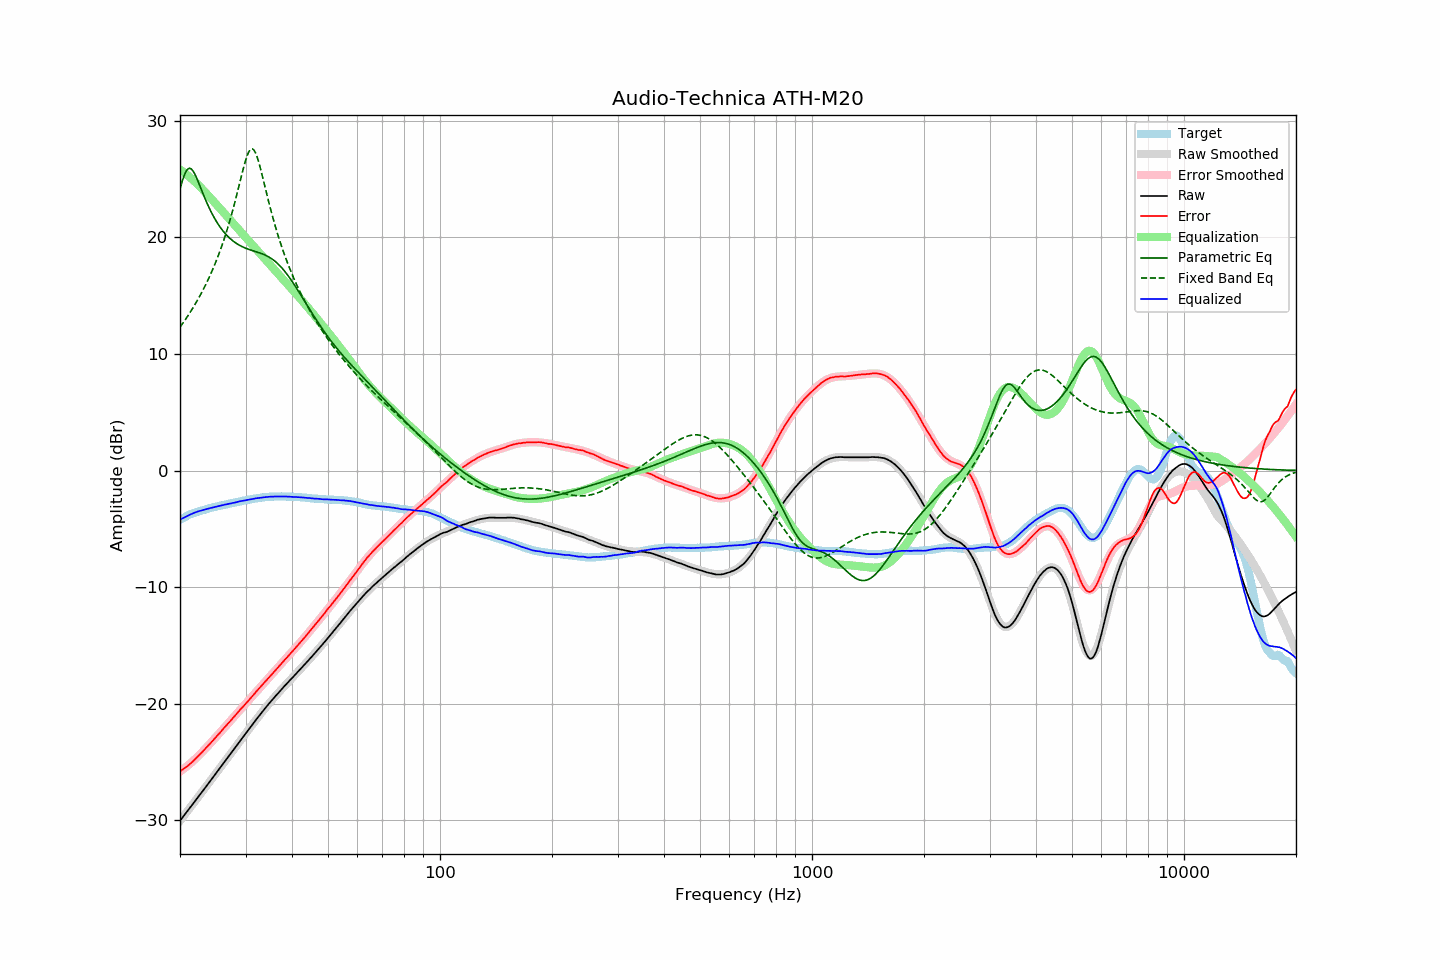 Audio-Technica ATH-M20
Amplitude (dBr)
30
20
10
0
−10
−20
−30
Target
Raw Smoothed
Error Smoothed
Raw
Error
Equalization
Parametric Eq
Fixed Band Eq
Equalized
100
1000
10000
Frequency (Hz)